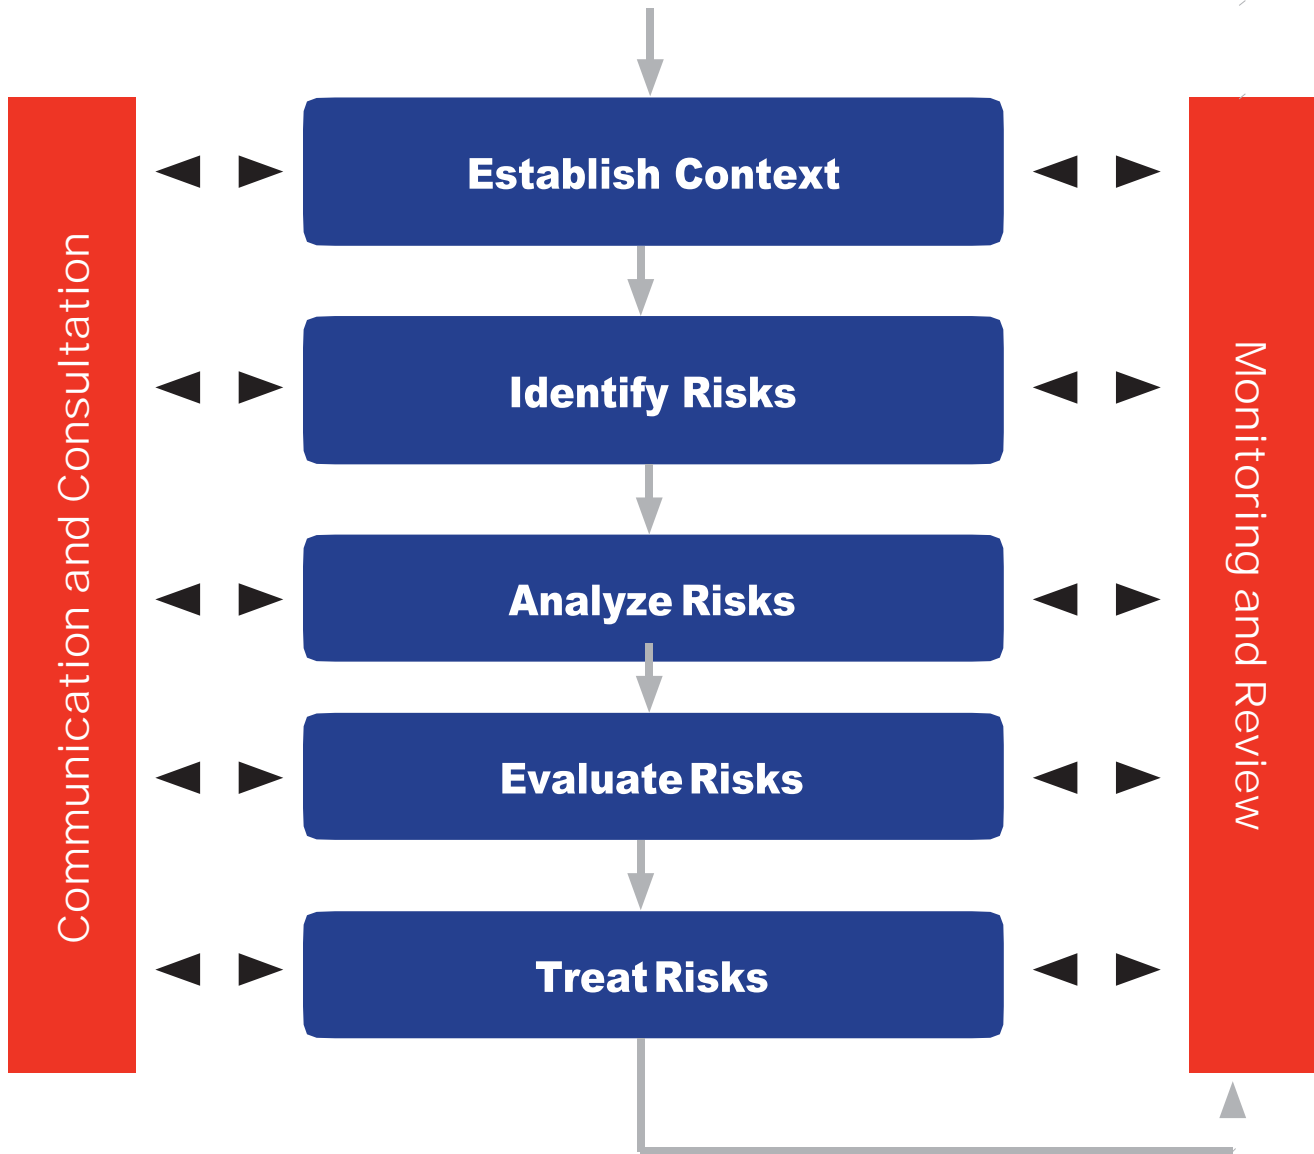 Establish Context
Identify Risks
Analyze Risks
Evaluate Risks
Treat Risks
Communication and Consultation
Monitoring and Review